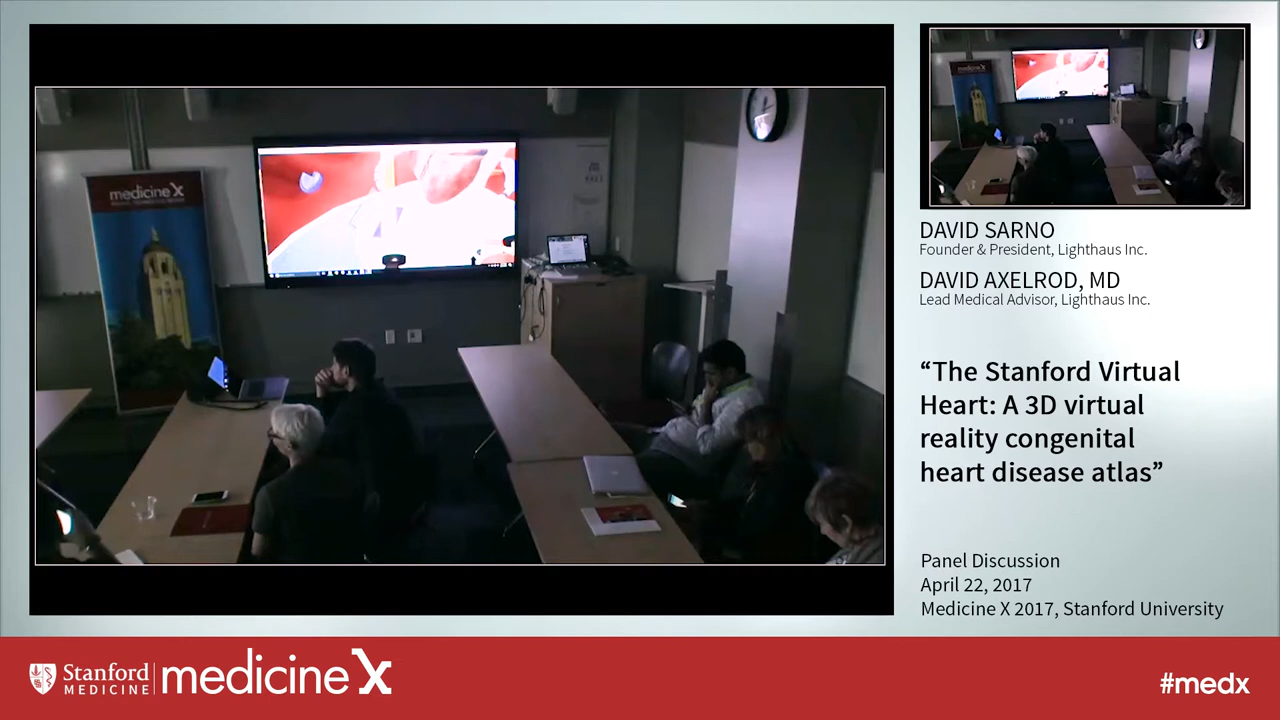 medicine X
DAVID SARNO
Founder & President, Lighthaus Inc.
DAVID AXELROD, MD
Lead Medical Advisor, Lighthaus Inc.
“The Stanford Virtual
Heart: A 3D virtual
reality congenital
heart disease atlas”
Panel Discussion
April 22, 2017
Medicine X 2017, Stanford University
Stanford
MEDICINE
medicine X
#medx